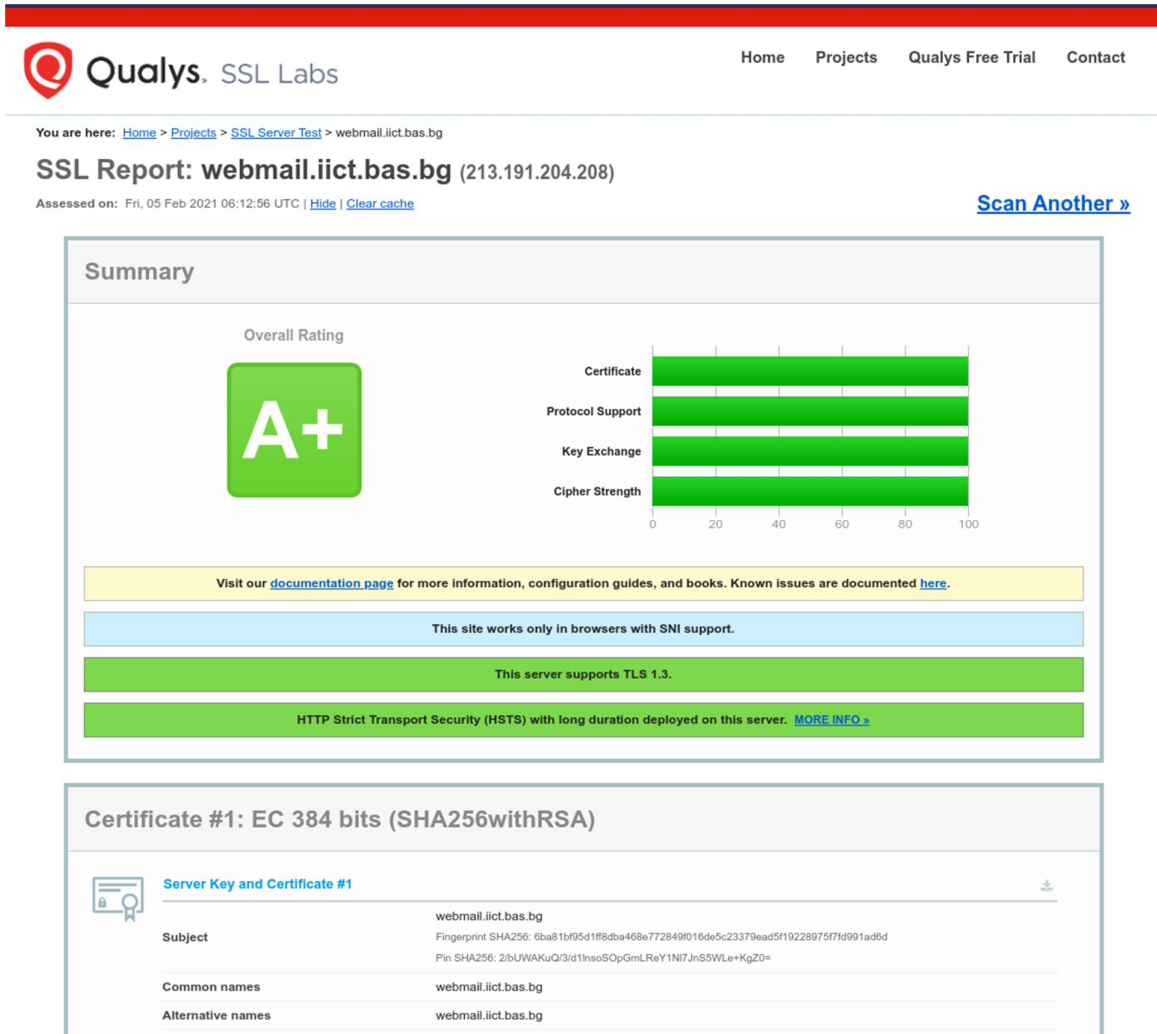 Qualys. SSL Labs
Home Projects Qualys Free Trial Contact
You are here: Home > Projects > SSL Server Test > webmail.iict.bas.bg
SSL Report: webmail.iict.bas.bg (213.191.204.208)
Assessed on: Fri, 05 Feb 2021 06:12:56 UTC | Hide | Clear cache
Scan Another »
Summary
Overall Rating
A+
Certificate
Protocol Support
Key Exchange
Cipher Strength
0 20 40 60 80 100
Visit our documentation page for more information, configuration guides, and books. Known issues are documented here.
This site works only in browsers with SNI support.
This server supports TLS 1.3.
HTTP Strict Transport Security (HSTS) with long duration deployed on this server. MORE INFO »
Certificate #1: EC 384 bits (SHA256withRSA)
Server Key and Certificate #1
Subject
webmail.iict.bas.bg
Fingerprint SHA256: 6ba81bf95d1ff8dba468e772849f016de5c23379ead5f19228975f7fd991ad6d
Pin SHA256: 2/bUWAKuQ/3/d1InsoSOpGmLReY1NI7JnS5WLe+KgZ0=
Common names webmail.iict.bas.bg
Alternative names webmail.iict.bas.bg